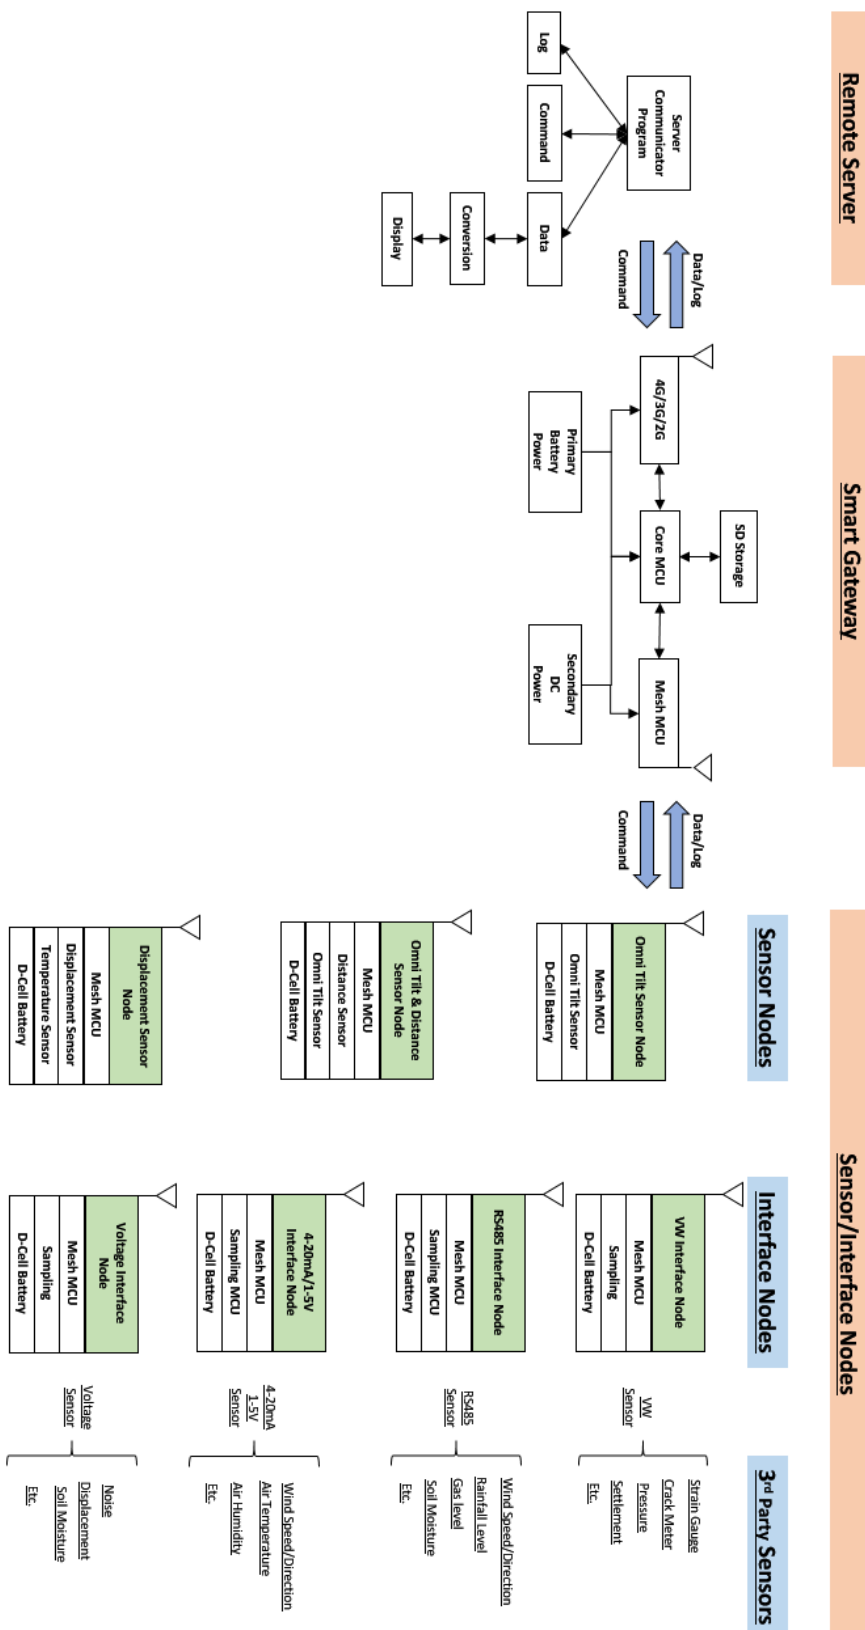 Remote Server
Server
Communicator
Program
Log
Command
Data
Conversion
Display
Data/Log
Command
Smart Gateway
SD Storage
4G/3G/2G
Core MCU
Mesh MCU
Primary
Battery
Power
Secondary
DC
Power
Data/Log
Command
Sensor/Interface Nodes
Sensor Nodes
Omni Tilt Sensor Node
Mesh MCU
Omni Tilt Sensor
D-Cell Battery
Omni Tilt & Distance
Sensor Node
Mesh MCU
Distance Sensor
Omni Tilt Sensor
D-Cell Battery
Displacement Sensor
Node
Mesh MCU
Displacement Sensor
Temperature Sensor
D-Cell Battery
Interface Nodes
VW Interface Node
Mesh MCU
Sampling
D-Cell Battery
RS485 Interface Node
Mesh MCU
Sampling MCU
D-Cell Battery
4-20mA/1-5V
Interface Node
Mesh MCU
Sampling MCU
D-Cell Battery
Voltage Interface
Node
Mesh MCU
Sampling
D-Cell Battery
3rd Party Sensors
VW
Sensor
Strain Gauge
Crack Meter
Pressure
Settlement
Etc.
RS485
Sensor
Wind Speed/Direction
Rainfall Level
Gas level
Soil Moisture
Etc.
4-20mA
1-5V
Sensor
Wind Speed/Direction
Air Temperature
Air Humidity
Etc.
Voltage
Sensor
Noise
Displacement
Soil Moisture
Etc.